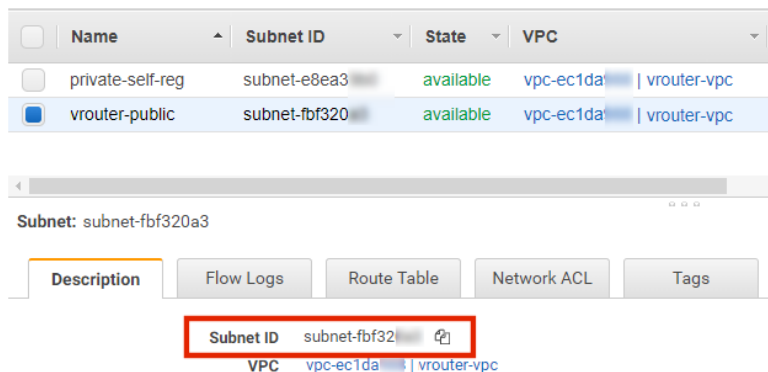 Name Subnet ID State VPC
private-self-reg subnet-e8ea3 available vpc-ec1da | vrouter-vpc
vrouter-public subnet-fbf320 available vpc-ec1da | vrouter-vpc
Subnet: subnet-fbf320a3
Description Flow Logs Route Table Network ACL Tags
Subnet ID subnet-fbf32
VPC vpc-ec1da | vrouter-vpc